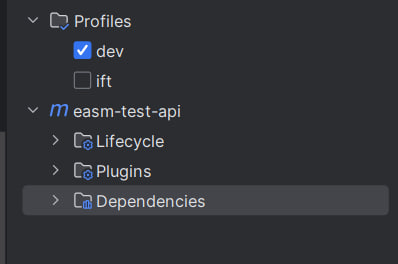 Profiles
dev
ift
easm-test-api
Lifecycle
Plugins
Dependencies